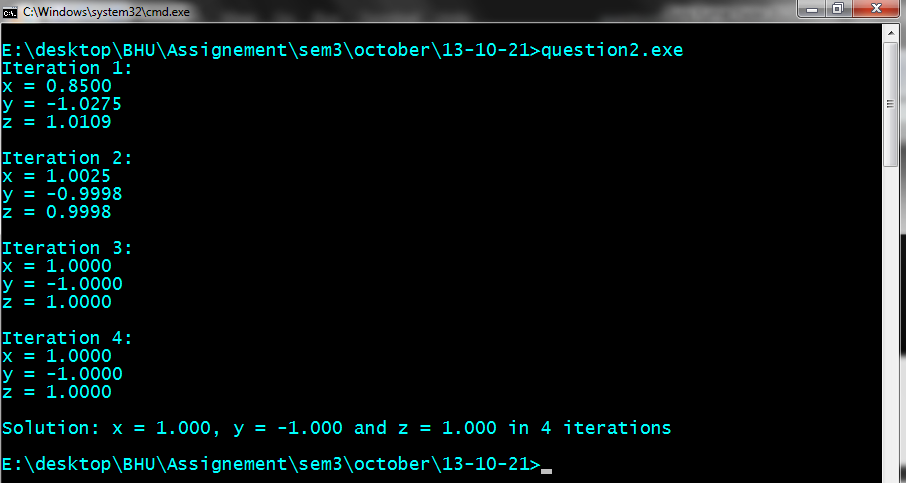 C:\Windows\system32\cmd.exe
E:\desktop\BHU\Assignement\sem3\october\13-10-21>question2.exe
Iteration 1:
x = 0.8500
y = -1.0275
z = 1.0109
Iteration 2:
x = 1.0025
y = -0.9998
z = 0.9998
Iteration 3:
x = 1.0000
y = -1.0000
z = 1.0000
Iteration 4:
x = 1.0000
y = -1.0000
z = 1.0000
Solution: x = 1.000, y = -1.000 and z = 1.000 in 4 iterations
E:\desktop\BHU\Assignement\sem3\october\13-10-21>